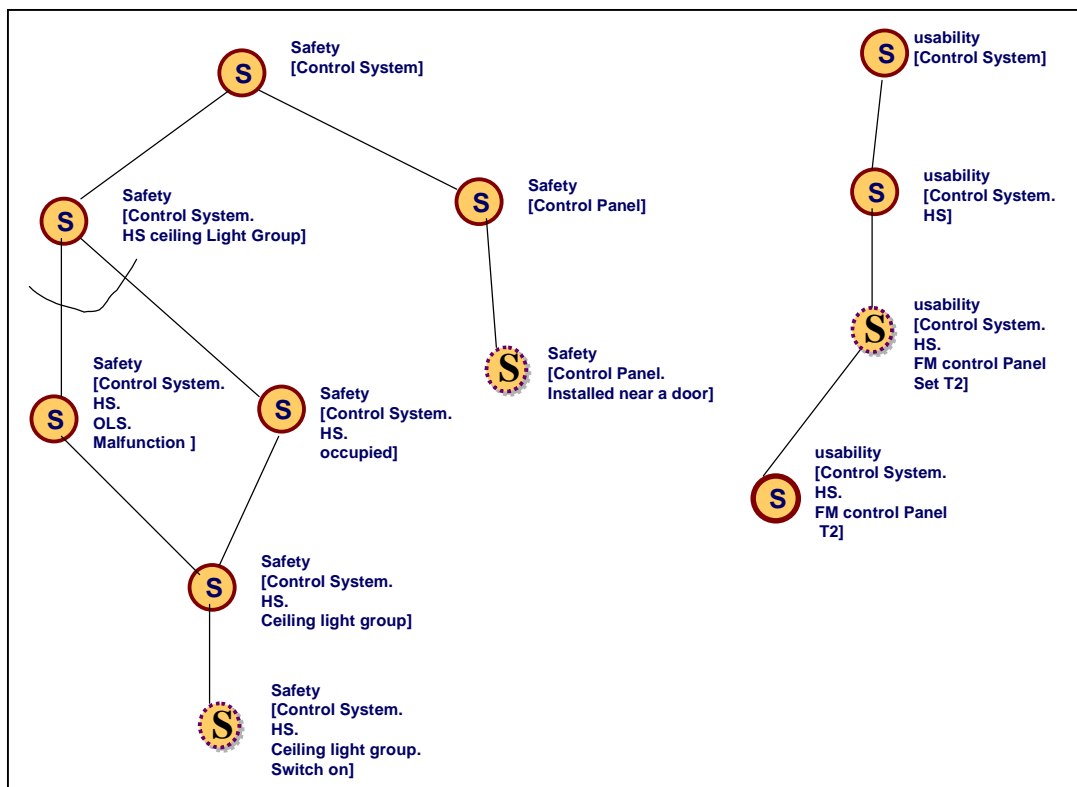 S
Safety
[Control System]
S
Safety
[Control System.
HS ceiling Light Group]
S
Safety
[Control Panel]
S
Safety
[Control System.
HS.
OLS.
Malfunction ]
S
Safety
[Control System.
HS.
occupied]
S
Safety
[Control Panel.
Installed near a door]
S
Safety
[Control System.
HS.
Ceiling light group]
S
Safety
[Control System.
HS.
Ceiling light group.
Switch on]
S
usability
[Control System]
S
usability
[Control System.
HS]
S
usability
[Control System.
HS.
FM control Panel
Set T2]
S
usability
[Control System.
HS.
FM control Panel
T2]